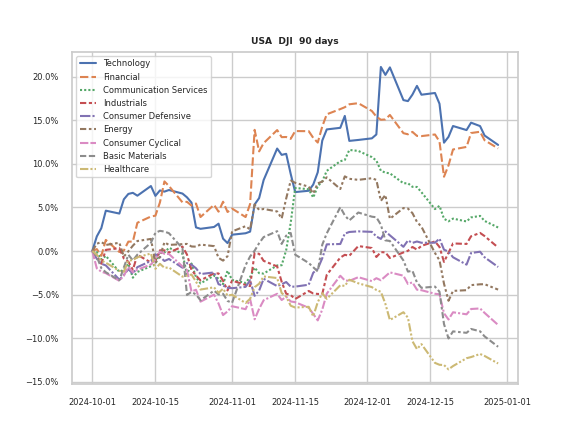 USA DJI 90 days
Technology
Financial
Communication Services
Industrials
Consumer Defensive
Energy
Consumer Cyclical
Basic Materials
Healthcare
20.0%
15.0%
10.0%
5.0%
0.0%
−5.0%
−10.0%
−15.0%
2024-10-01 2024-10-15 2024-11-01 2024-11-15 2024-12-01 2024-12-15 2025-01-01